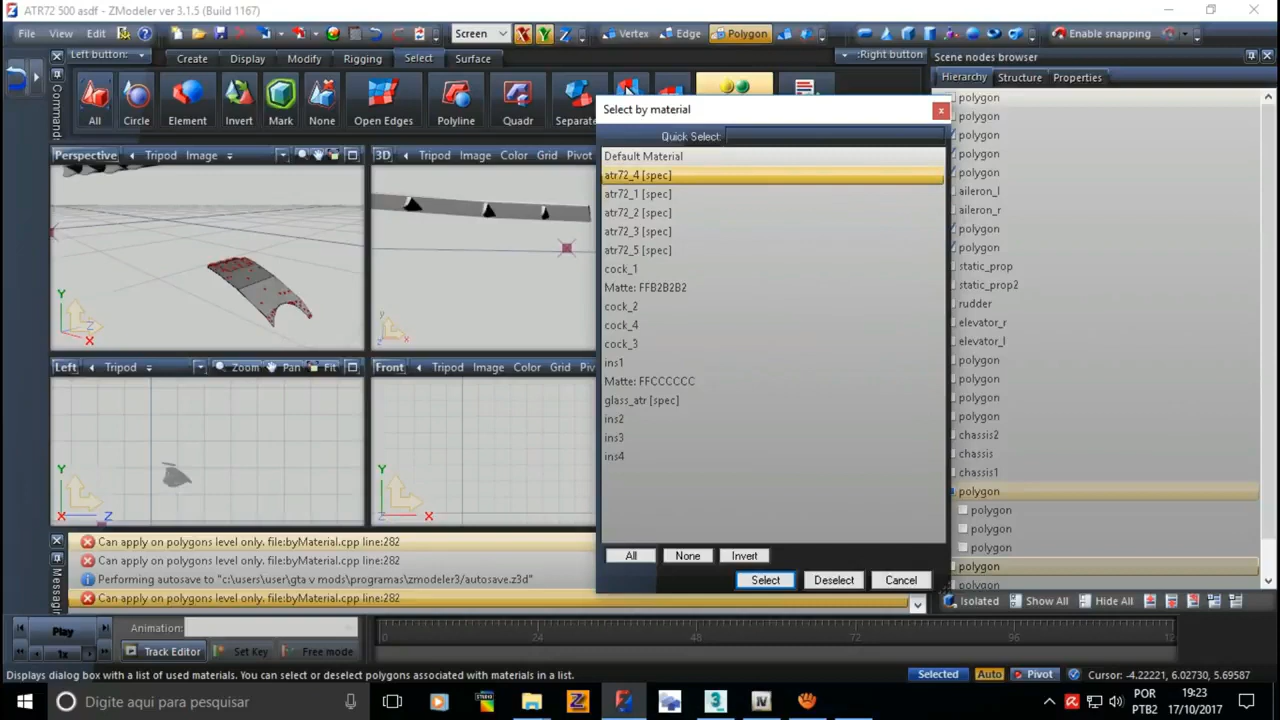 ATR72 500 asdf - ZModeler ver 3.1.5 (Build 1167)
File View Edit Screen X Y Z Vertex Edge Polygon Enable snapping
Left button: Create Display Modify Rigging Select Surface :Right button
Scene nodes browser
Hierarchy Structure Properties
Command
All Circle Element Invert Mark None Open Edges Polyline Quadr Separate
Select by material
Quick Select:
Default Material
atr72_4 [spec]
atr72_1 [spec]
atr72_2 [spec]
atr72_3 [spec]
atr72_5 [spec]
cock_1
Matte: FFB2B2B2
cock_2
cock_4
cock_3
ins1
Matte: FFCCCCCC
glass_atr [spec]
ins2
ins3
ins4
All None Invert
Select Deselect Cancel
Perspective Tripod Image
3D Tripod Image Color Grid Pivot
Y
Z
X
y
x
Left Tripod Zoom Pan Fit
Front Tripod Image Color Grid
Y
X Z
Y
Z X
polygon
polygon
polygon
polygon
polygon
aileron_l
aileron_r
polygon
polygon
static_prop
static_prop2
rudder
elevator_r
elevator_l
polygon
polygon
polygon
polygon
chassis2
chassis
chassis1
polygon
polygon
polygon
polygon
polygon
polygon
Isolated Show All Hide All
Can apply on polygons level only. file:byMaterial.cpp line:282
Can apply on polygons level only. file:byMaterial.cpp line:282
Performing autosave to "c:\users\user\gta v mods\programas\zmodeler3/autosave.z3d"
Can apply on polygons level only. file:byMaterial.cpp line:282
Play Animation:
1x Track Editor Set Key Free mode
0 24 48 72 96
Displays dialog box with a list of used materials. You can select or deselect polygons associated with materials in a list.
Selected Auto Pivot Cursor: -4.22221, 6.02730, 5.69587
Digite aqui para pesquisar
POR
PTB2
19:23
17/10/2017